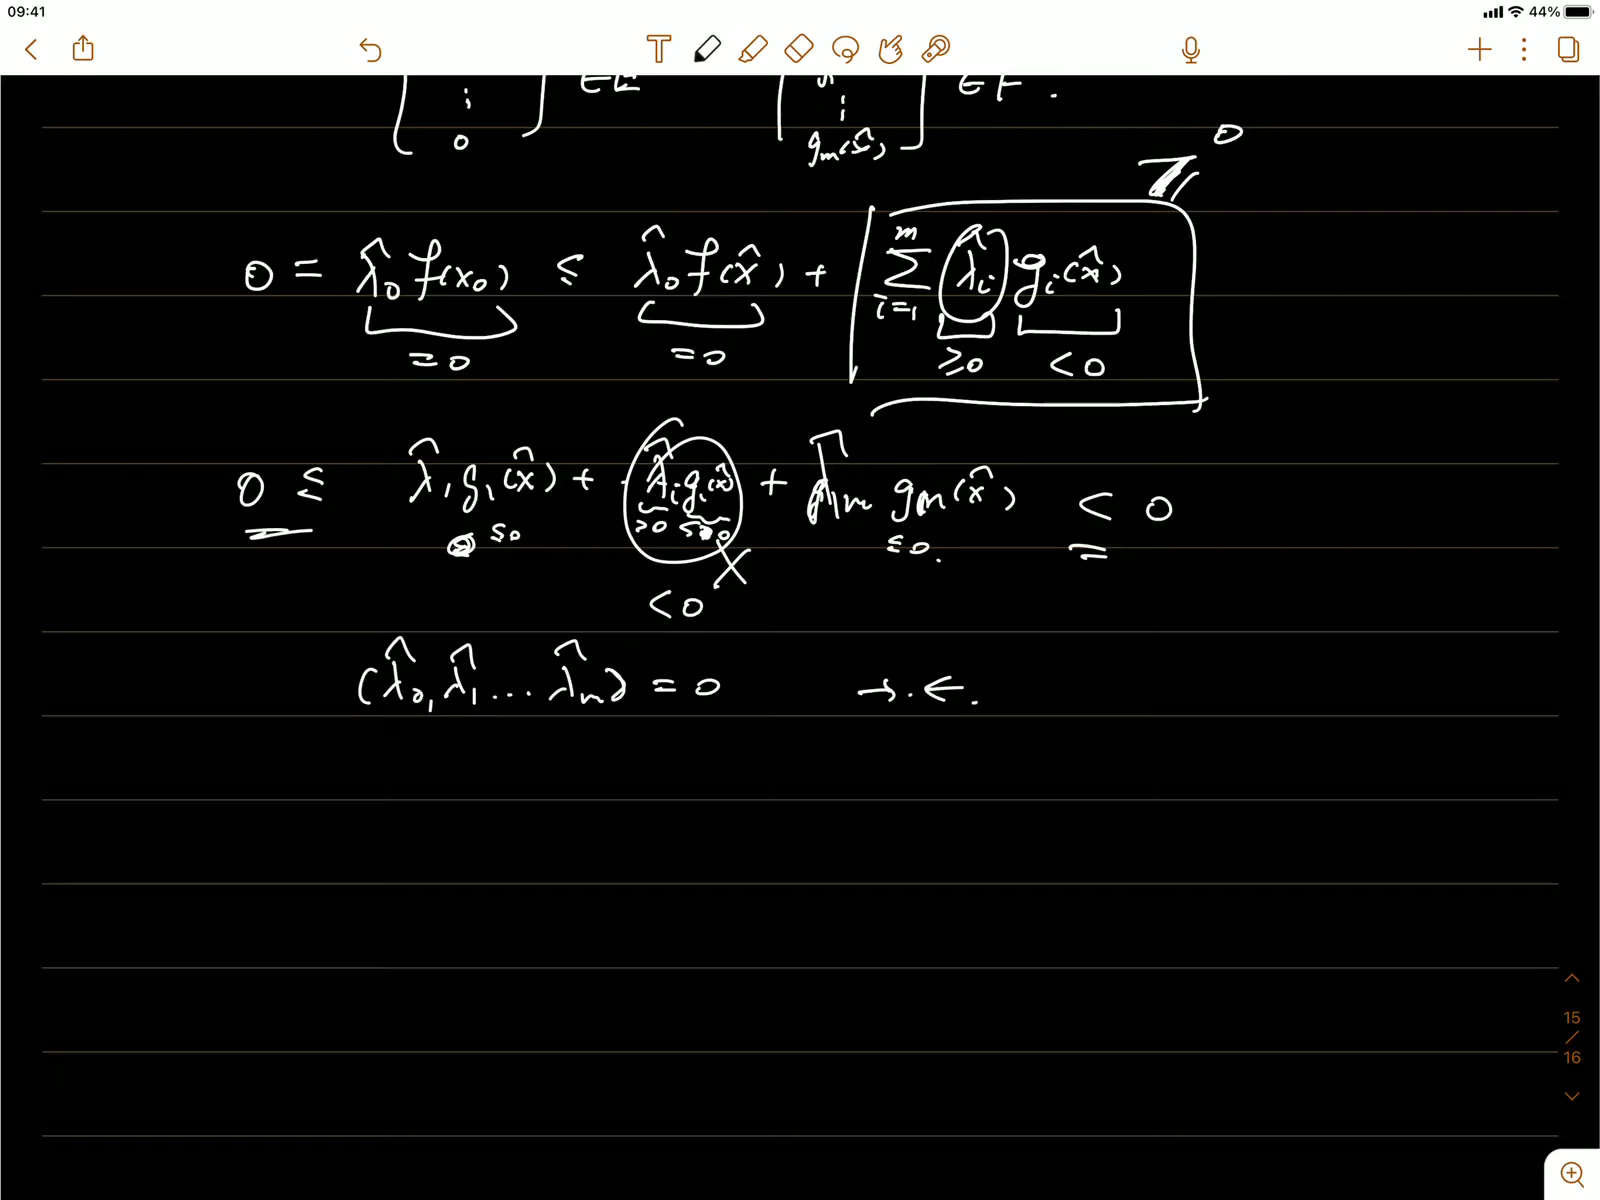 09:41 44%
⋮ ∈ E ⋮ ∈ F .
0 g_m(x̂)
0
0 = λ̂₀ f(x₀) ≤ λ̂₀ f(x̂) + Σ_{i=1}^{m} λ̂ᵢ gᵢ(x̂)
= 0 = 0 ≥0 < 0
0 ≤ λ̂₁ g₁(x̂) + λ̂ᵢ gᵢ(x̂) + λ̂m gm(x̂) < 0
≤0 >0 ≤0
< 0
(λ̂₀, λ̂₁ ... λ̂m) = 0 →.←.
15
/
16